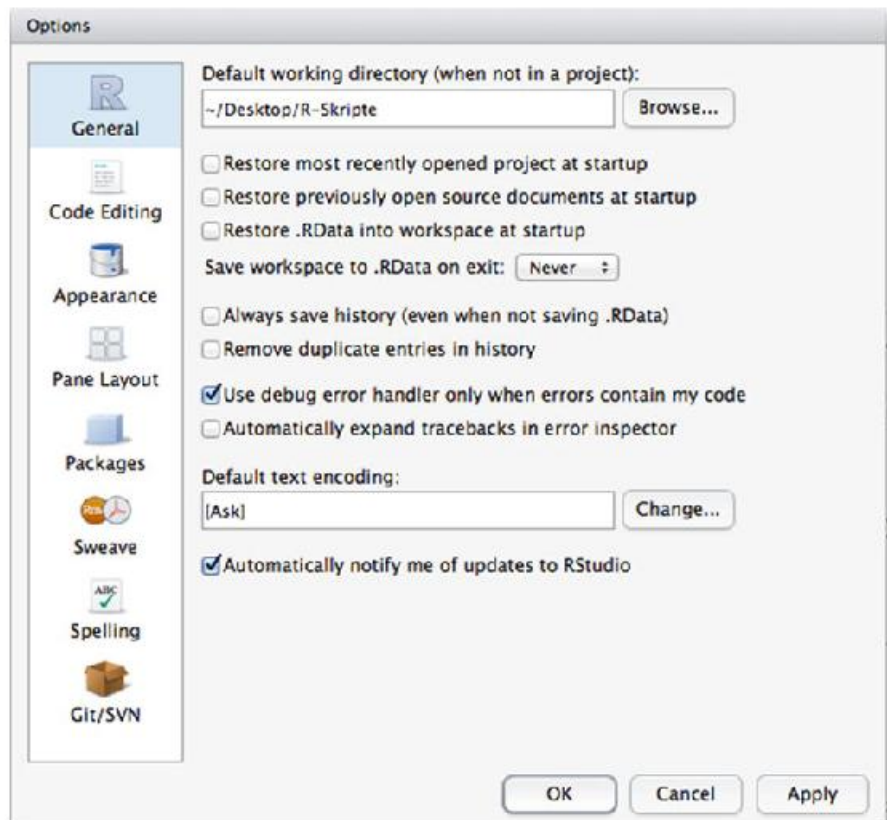 Options
General
Code Editing
Appearance
Pane Layout
Packages
Sweave
Spelling
Git/SVN
Default working directory (when not in a project):
~/Desktop/R-Skripte
Browse...
Restore most recently opened project at startup
Restore previously open source documents at startup
Restore .RData into workspace at startup
Save workspace to .RData on exit: Never
Always save history (even when not saving .RData)
Remove duplicate entries in history
Use debug error handler only when errors contain my code
Automatically expand tracebacks in error inspector
Default text encoding:
[Ask]
Change...
Automatically notify me of updates to RStudio
OK
Cancel
Apply